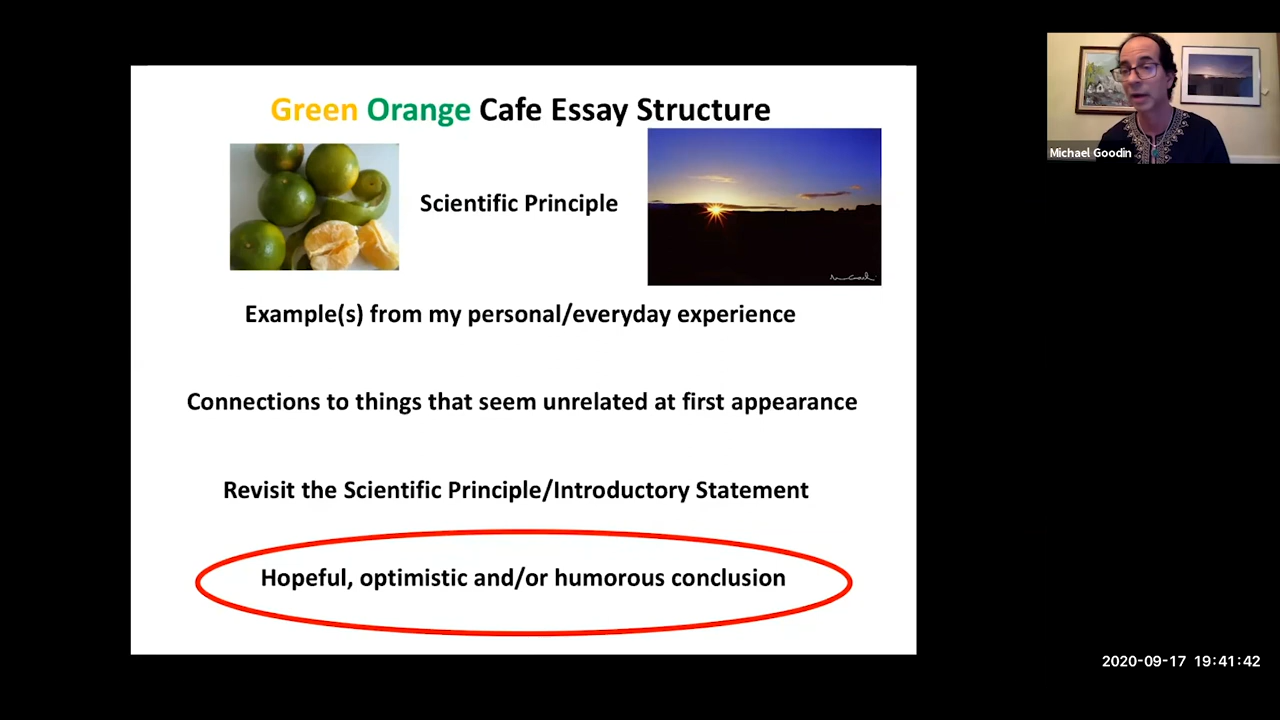 Green Orange Cafe Essay Structure
Scientific Principle
Example(s) from my personal/everyday experience
Connections to things that seem unrelated at first appearance
Revisit the Scientific Principle/Introductory Statement
Hopeful, optimistic and/or humorous conclusion
Michael Goodin
2020-09-17 19:41:42